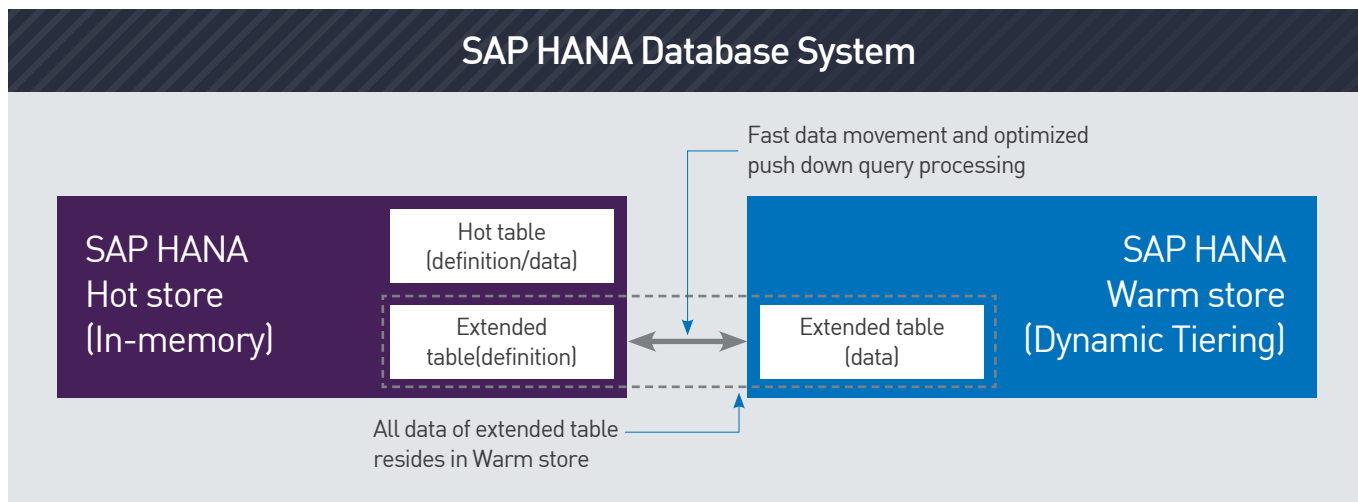 SAP HANA Database System
Fast data movement and optimized
push down query processing
SAP HANA
Hot store
(In-memory)
Hot table
(definition/data)
Extended
table(definition)
Extended table
(data)
SAP HANA
Warm store
(Dynamic Tiering)
All data of extended table
resides in Warm store